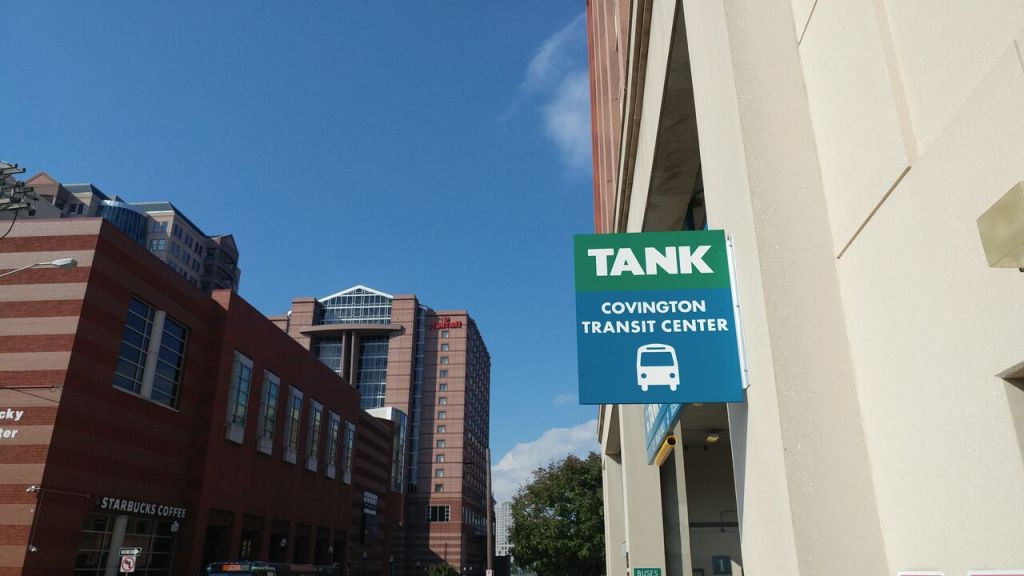 TANK
COVINGTON
TRANSIT CENTER
Marriott
cky
ter
STARBUCKS COFFEE
BUSES
1